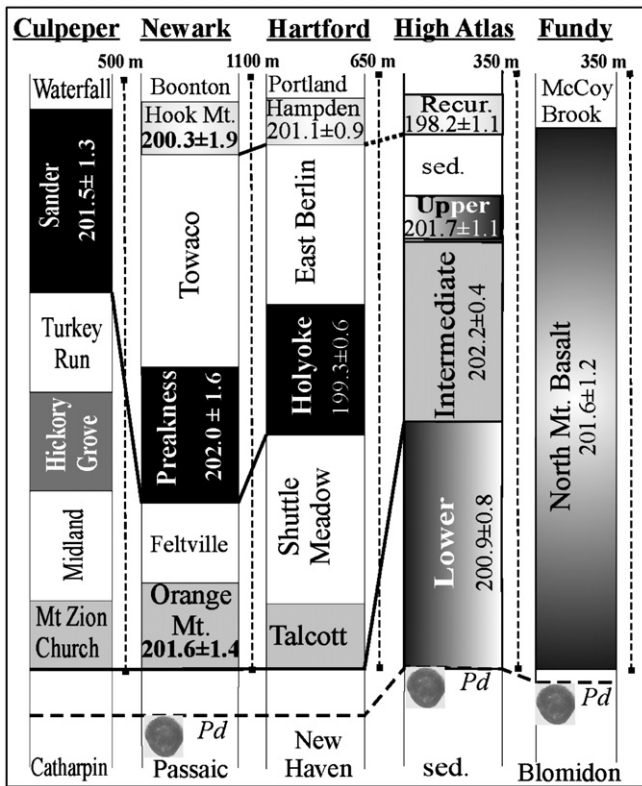 Culpeper Newark Hartford High Atlas Fundy
500 m 1100 m 650 m 350 m 350 m
Waterfall
Sander
201.5± 1.3
Turkey
Run
Hickory
Grove
Midland
Mt Zion
Church
Catharpin
Boonton
Hook Mt.
200.3±1.9
Towaco
Preakness
202.0 ± 1.6
Feltville
Orange
Mt.
201.6±1.4
Pd
Passaic
Portland
Hampden
201.1±0.9
East Berlin
Holyoke
199.3±0.6
Shuttle
Meadow
Talcott
New
Haven
Recur.
198.2±1.1
sed.
Upper
201.7±1.1
Intermediate
202.2±0.4
Lower
200.9±0.8
Pd
sed.
McCoy
Brook
North Mt. Basalt
201.6±1.2
Pd
Blomidon